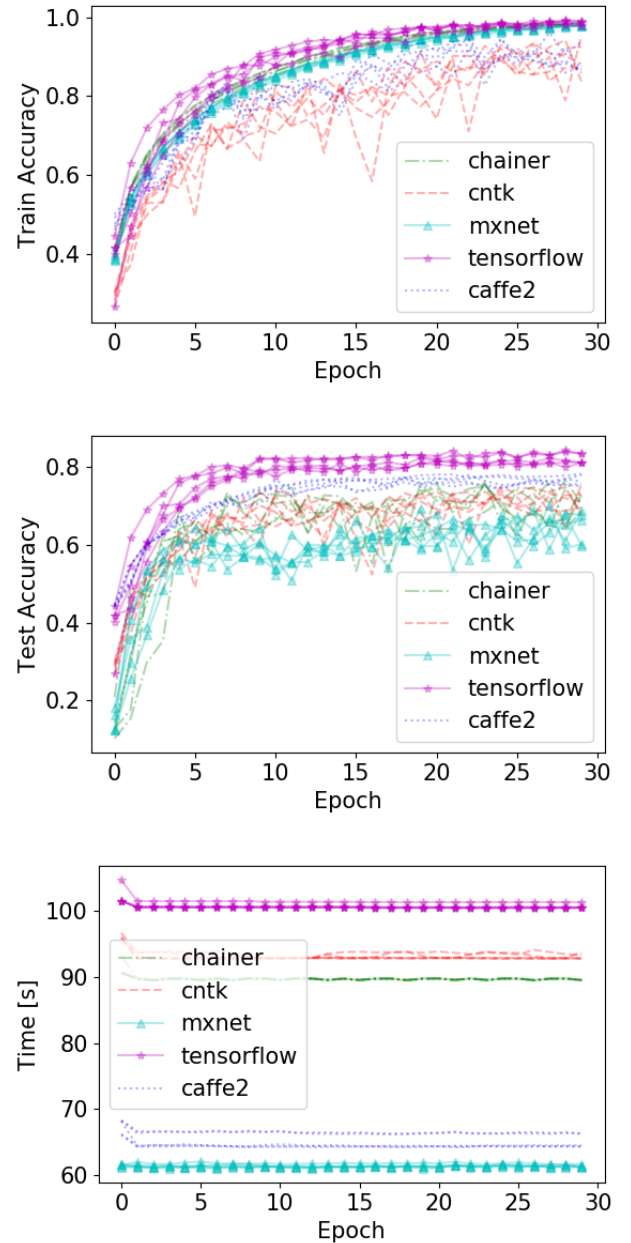 1.0
0.8
0.6
0.4
Train Accuracy
chainer
cntk
mxnet
tensorflow
caffe2
0 5 10 15 20 25 30
Epoch
0.8
0.6
0.4
0.2
Test Accuracy
chainer
cntk
mxnet
tensorflow
caffe2
0 5 10 15 20 25 30
Epoch
100
90
80
70
60
Time [s]
chainer
cntk
mxnet
tensorflow
caffe2
0 5 10 15 20 25 30
Epoch